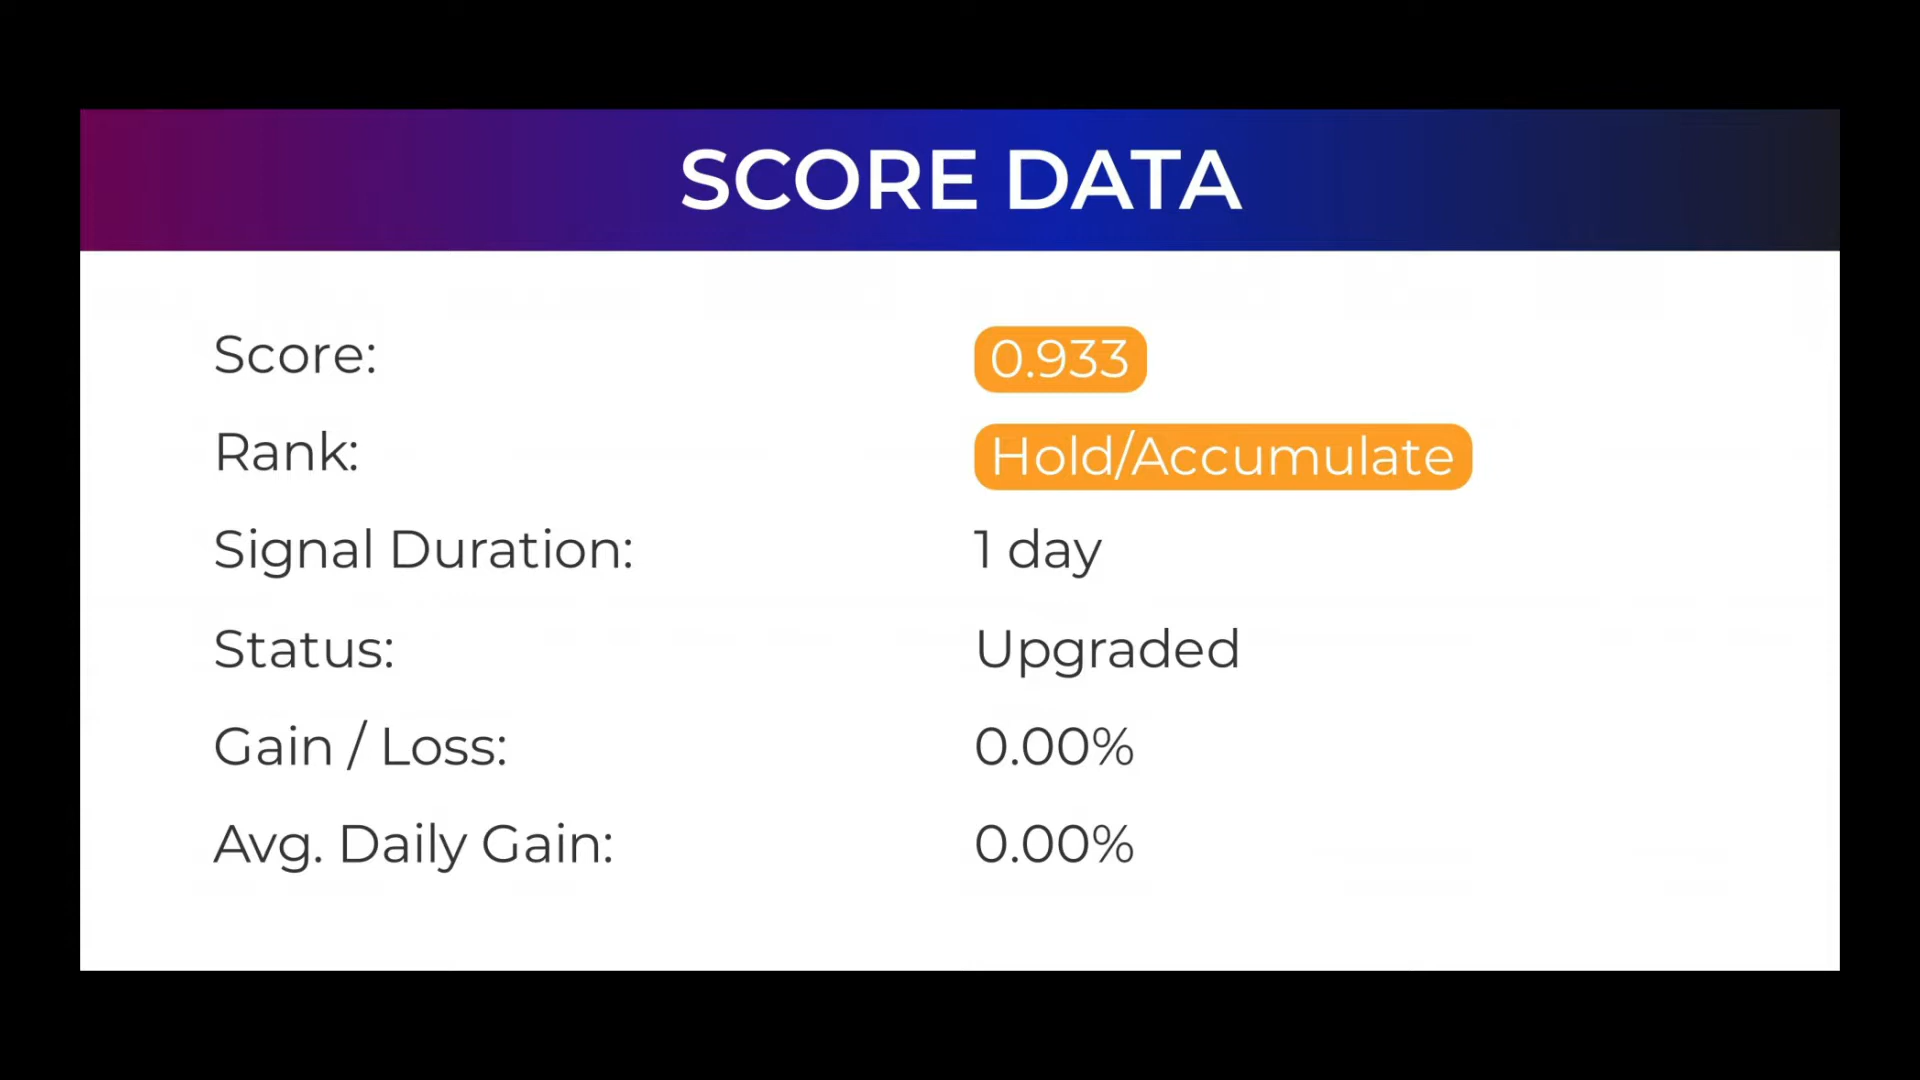 SCORE DATA
Score: 0.933
Rank: Hold/Accumulate
Signal Duration: 1 day
Status: Upgraded
Gain / Loss: 0.00%
Avg. Daily Gain: 0.00%